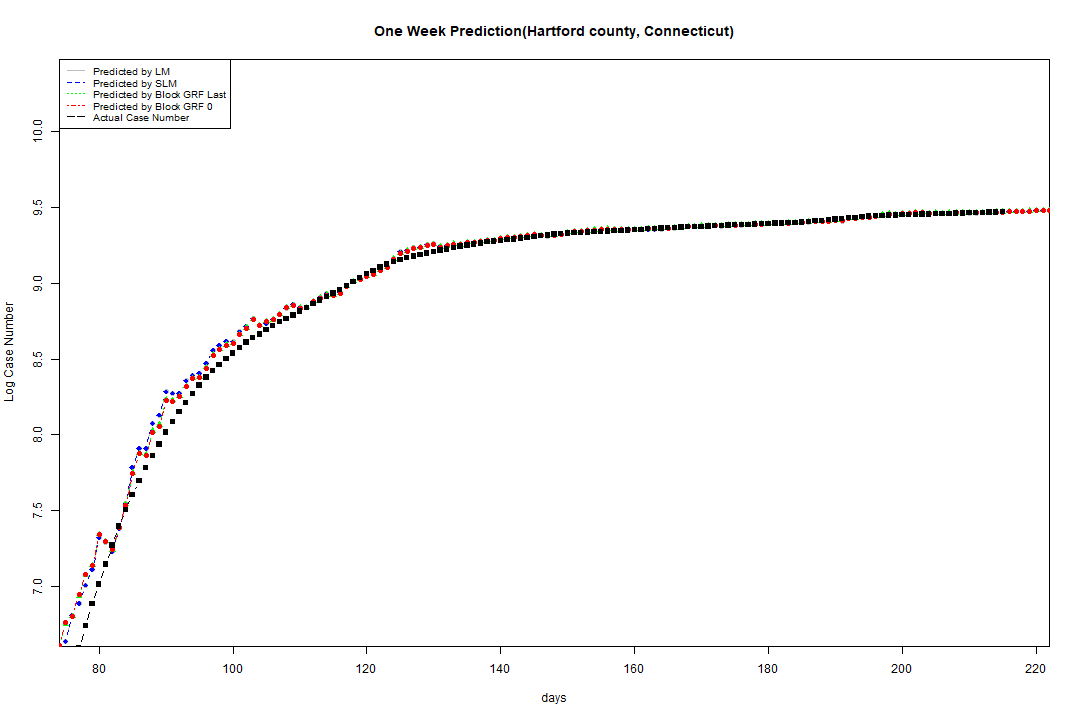 One Week Prediction(Hartford county, Connecticut)
Predicted by LM
Predicted by SLM
Predicted by Block GRF Last
Predicted by Block GRF 0
Actual Case Number
10.0
9.5
9.0
8.5
8.0
7.5
7.0
Log Case Number
80 100 120 140 160 180 200 220
days